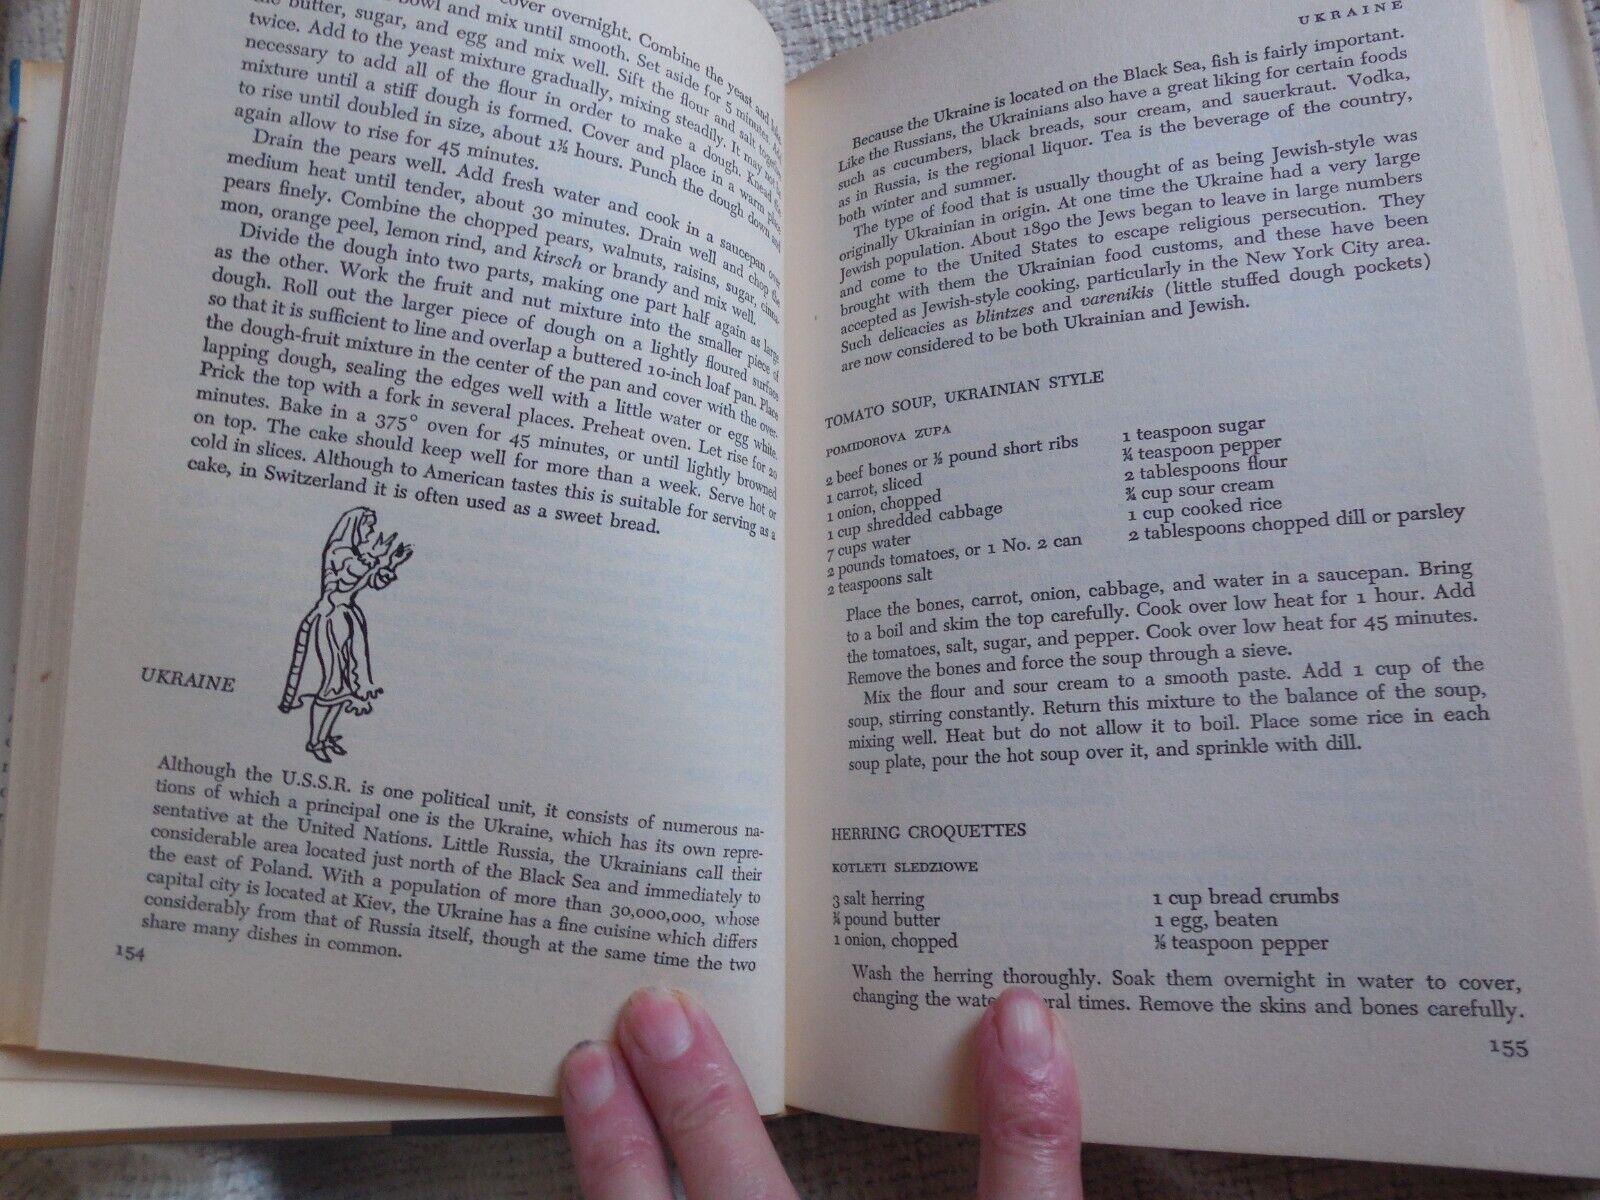 cover overnight. Combine the yeast and
bowl and mix until smooth. Set aside for 5 minutes. Add
the butter, sugar, and egg and mix well. Sift the flour and salt together
twice. Add to the yeast mixture gradually, mixing steadily. It may not be
necessary to add all of the flour in order to make a dough. Knead the
mixture until a stiff dough is formed. Cover and place in a warm place
to rise until doubled in size, about 1½ hours. Punch the dough down and
again allow to rise for 45 minutes.
Drain the pears well. Add fresh water and cook in a saucepan over
medium heat until tender, about 30 minutes. Drain well and chop the
pears finely. Combine the chopped pears, walnuts, raisins, sugar, cinna-
mon, orange peel, lemon rind, and kirsch or brandy and mix well.
Divide the dough into two parts, making one part half again as large
as the other. Work the fruit and nut mixture into the smaller piece of
dough. Roll out the larger piece of dough on a lightly floured surface
so that it is sufficient to line and overlap a buttered 10-inch loaf pan. Place
the dough-fruit mixture in the center of the pan and cover with the over-
lapping dough, sealing the edges well with a little water or egg white.
Prick the top with a fork in several places. Preheat oven. Let rise for 20
minutes. Bake in a 375° oven for 45 minutes, or until lightly browned
on top. The cake should keep well for more than a week. Serve hot or
cold in slices. Although to American tastes this is suitable for serving as a
cake, in Switzerland it is often used as a sweet bread.
UKRAINE
Although the U.S.S.R. is one political unit, it consists of numerous na-
tions of which a principal one is the Ukraine, which has its own repre-
sentative at the United Nations. Little Russia, the Ukrainians call their
considerable area located just north of the Black Sea and immediately to
the east of Poland. With a population of more than 30,000,000, whose
capital city is located at Kiev, the Ukraine has a fine cuisine which differs
considerably from that of Russia itself, though at the same time the two
share many dishes in common.
154
UKRAINE
Because the Ukraine is located on the Black Sea, fish is fairly important.
Like the Russians, the Ukrainians also have a great liking for certain foods
such as cucumbers, black breads, sour cream, and sauerkraut. Vodka,
as in Russia, is the regional liquor. Tea is the beverage of the country,
both winter and summer.
The type of food that is usually thought of as being Jewish-style was
originally Ukrainian in origin. At one time the Ukraine had a very large
Jewish population. About 1890 the Jews began to leave in large numbers
and come to the United States to escape religious persecution. They
brought with them the Ukrainian food customs, and these have been
accepted as Jewish-style cooking, particularly in the New York City area.
Such delicacies as blintzes and varenikis (little stuffed dough pockets)
are now considered to be both Ukrainian and Jewish.
TOMATO SOUP, UKRAINIAN STYLE
POMIDOROVA ZUPA
2 beef bones or ½ pound short ribs
1 carrot, sliced
1 onion, chopped
1 cup shredded cabbage
7 cups water
2 pounds tomatoes, or 1 No. 2 can
2 teaspoons salt
1 teaspoon sugar
¼ teaspoon pepper
2 tablespoons flour
¾ cup sour cream
1 cup cooked rice
2 tablespoons chopped dill or parsley
Place the bones, carrot, onion, cabbage, and water in a saucepan. Bring
to a boil and skim the top carefully. Cook over low heat for 1 hour. Add
the tomatoes, salt, sugar, and pepper. Cook over low heat for 45 minutes.
Remove the bones and force the soup through a sieve.
Mix the flour and sour cream to a smooth paste. Add 1 cup of the
soup, stirring constantly. Return this mixture to the balance of the soup,
mixing well. Heat but do not allow it to boil. Place some rice in each
soup plate, pour the hot soup over it, and sprinkle with dill.
HERRING CROQUETTES
KOTLETI SLEDZIOWE
3 salt herring
pound butter
1 onion, chopped
1 cup bread crumbs
1 egg, beaten
teaspoon pepper
Wash the herring thoroughly. Soak them overnight in water to cover,
changing the times. Remove the skins and bones carefully.
155